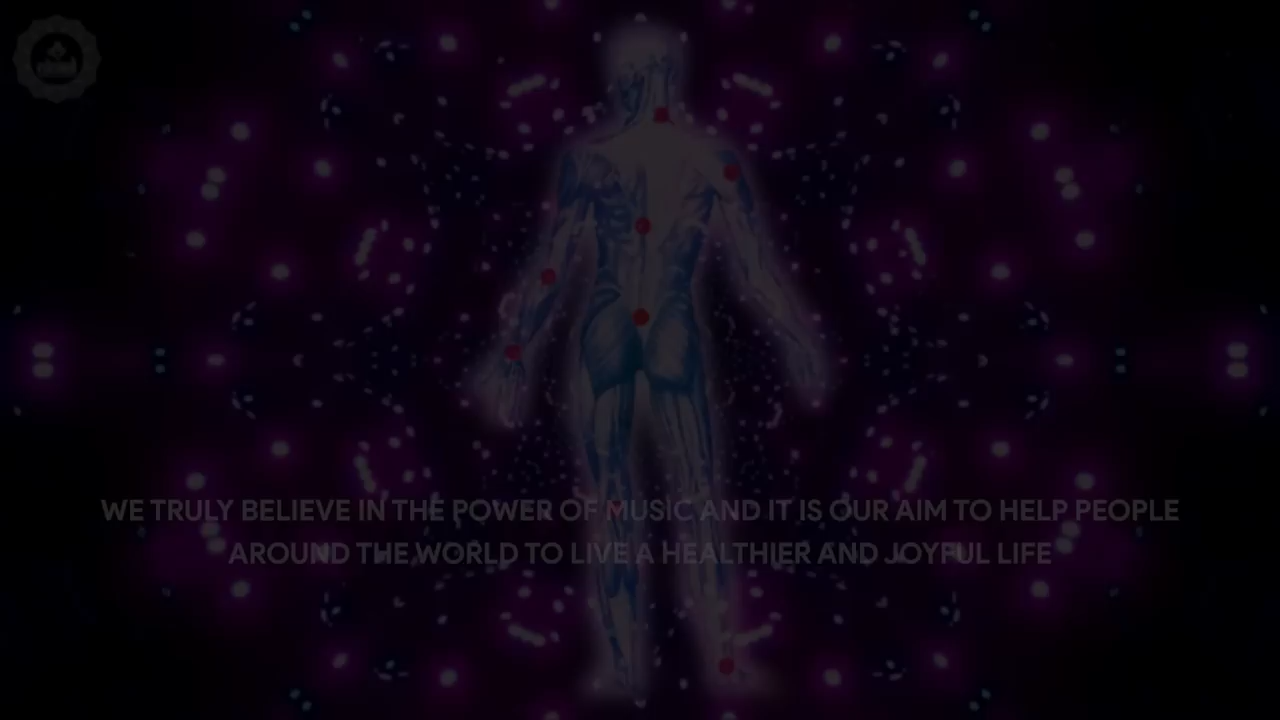 WE TRULY BELIEVE IN THE POWER OF MUSIC AND IT IS OUR AIM TO HELP PEOPLE
AROUND THE WORLD TO LIVE A HEALTHIER AND JOYFUL LIFE